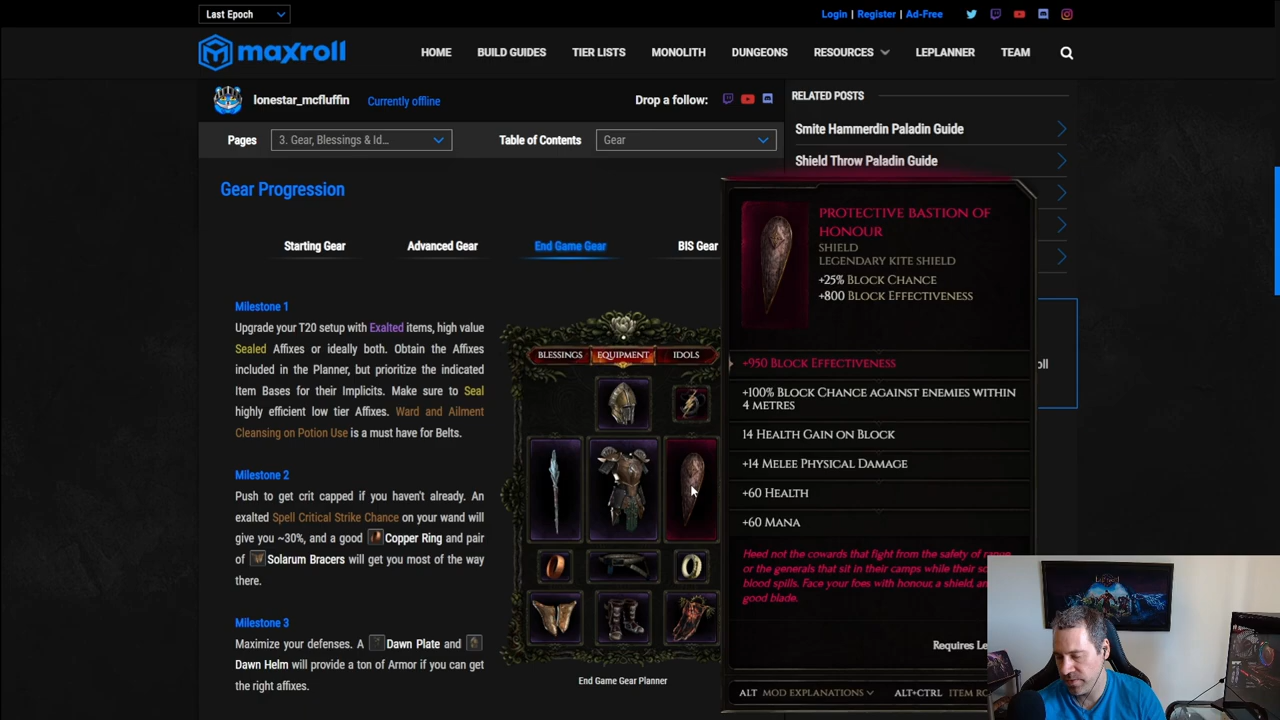 Last Epoch
Login | Register | Ad-Free
maxroll
HOME BUILD GUIDES TIER LISTS MONOLITH DUNGEONS RESOURCES LEPLANNER TEAM
lonestar_mcfluffin Currently offline
Drop a follow:
RELATED POSTS
Pages 3. Gear, Blessings & Id... Table of Contents Gear
Smite Hammerdin Paladin Guide
Shield Throw Paladin Guide
Gear Progression
Starting Gear Advanced Gear End Game Gear BIS Gear
Milestone 1
Upgrade your T20 setup with Exalted items, high value
Sealed Affixes or ideally both. Obtain the Affixes
included in the Planner, but prioritize the indicated
Item Bases for their Implicits. Make sure to Seal
highly efficient low tier Affixes. Ward and Ailment
Cleansing on Potion Use is a must have for Belts.
Milestone 2
Push to get crit capped if you haven't already. An
exalted Spell Critical Strike Chance on your wand will
give you ~30%, and a good Copper Ring and pair
of Solarum Bracers will get you most of the way
there.
Milestone 3
Maximize your defenses. A Dawn Plate and
Dawn Helm will provide a ton of Armor if you can get
the right affixes.
BLESSINGS EQUIPMENT IDOLS
End Game Gear Planner
PROTECTIVE BASTION OF
HONOUR
SHIELD
LEGENDARY KITE SHIELD
+25% BLOCK CHANCE
+800 BLOCK EFFECTIVENESS
+950 BLOCK EFFECTIVENESS
+100% BLOCK CHANCE AGAINST ENEMIES WITHIN
4 METRES
14 HEALTH GAIN ON BLOCK
+14 MELEE PHYSICAL DAMAGE
+60 HEALTH
+60 MANA
Heed not the cowards that fight from the safety of range
or the generals that sit in their camps while their
blood spills. Face your foes with honour, a shield,
good blade.
Requires
ALT MOD EXPLANATIONS ALT+CTRL ITEM